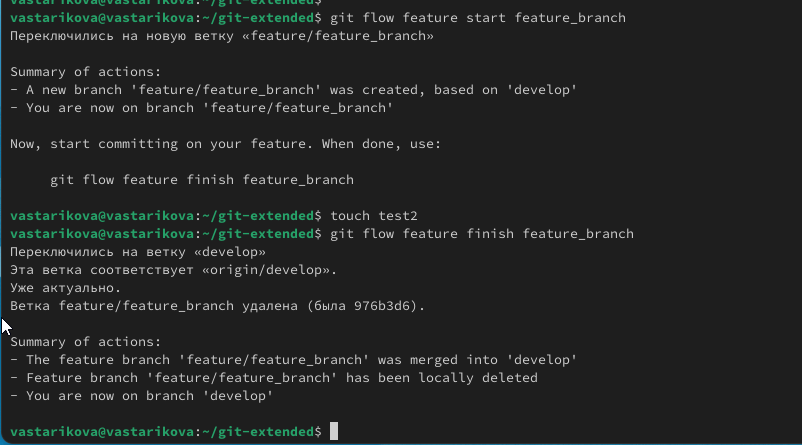 vastarikova@vastarikova:~/git-extended$
vastarikova@vastarikova:~/git-extended$ git flow feature start feature_branch
Переключились на новую ветку «feature/feature_branch»
Summary of actions:
- A new branch 'feature/feature_branch' was created, based on 'develop'
- You are now on branch 'feature/feature_branch'
Now, start committing on your feature. When done, use:
git flow feature finish feature_branch
vastarikova@vastarikova:~/git-extended$ touch test2
vastarikova@vastarikova:~/git-extended$ git flow feature finish feature_branch
Переключились на ветку «develop»
Эта ветка соответствует «origin/develop».
Уже актуально.
Ветка feature/feature_branch удалена (была 976b3d6).
Summary of actions:
- The feature branch 'feature/feature_branch' was merged into 'develop'
- Feature branch 'feature/feature_branch' has been locally deleted
- You are now on branch 'develop'
vastarikova@vastarikova:~/git-extended$